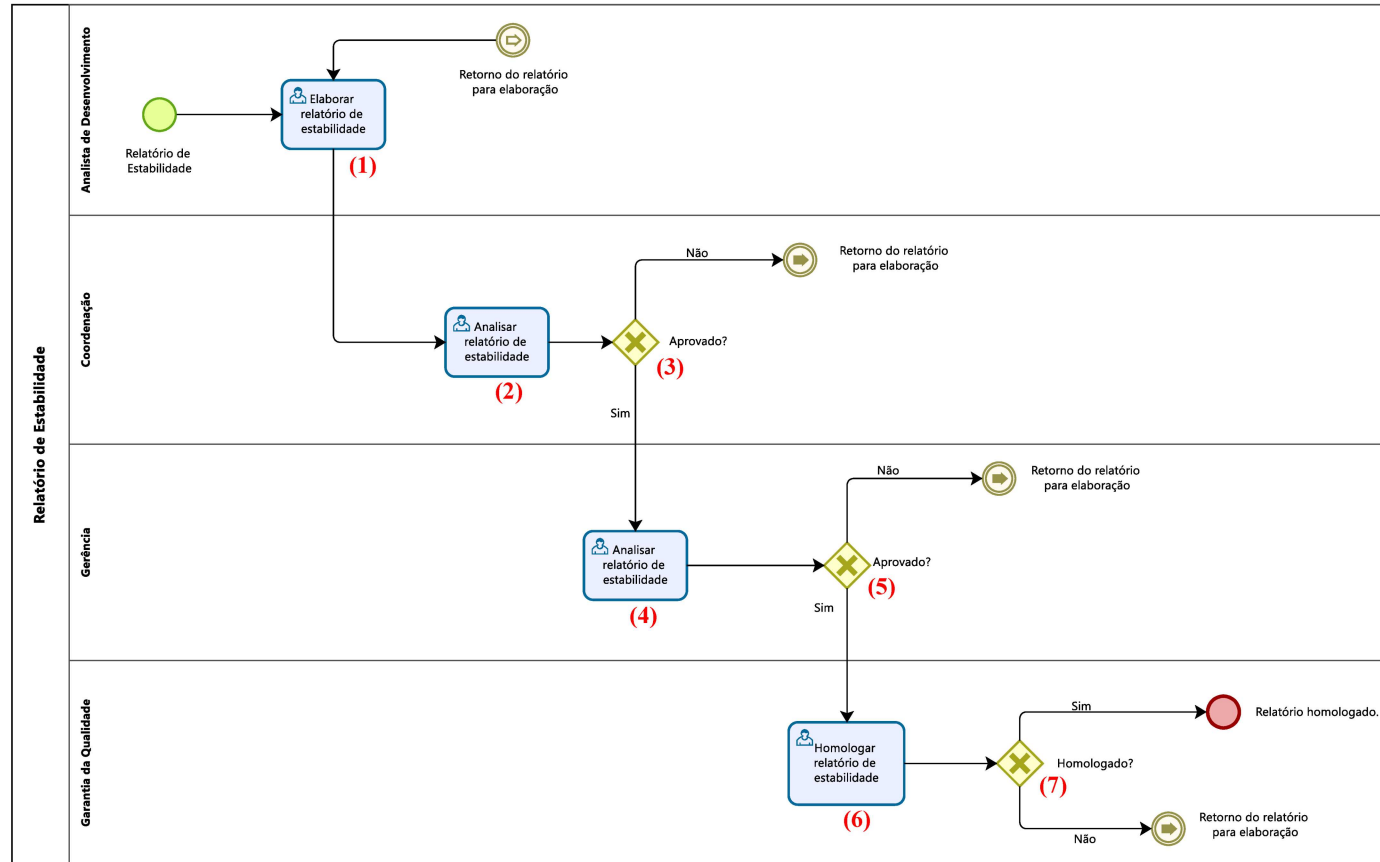 Relatório de Estabilidade
Analista de Desenvolvimento
Relatório de
Estabilidade
Elaborar
relatório de
estabilidade
(1)
Retorno do relatório
para elaboração
Coordenação
Analisar
relatório de
estabilidade
(2)
Aprovado?
(3)
Não
Retorno do relatório
para elaboração
Sim
Gerência
Analisar
relatório de
estabilidade
(4)
Aprovado?
(5)
Não
Retorno do relatório
para elaboração
Sim
Garantia da Qualidade
Homologar
relatório de
estabilidade
(6)
Homologado?
(7)
Sim
Relatório homologado.
Não
Retorno do relatório
para elaboração